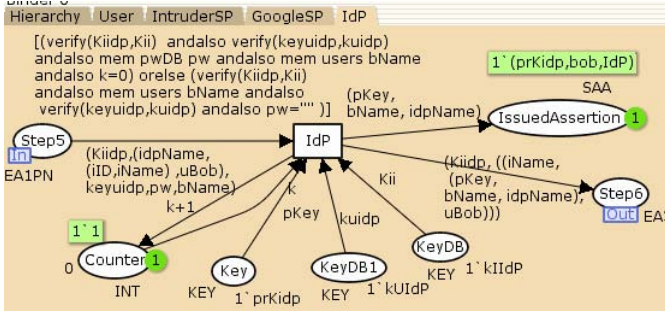 Hierarchy User IntruderSP GoogleSP IdP
[(verify(Kiidp,Kii) andalso verify(keyuidp,kuidp)
andalso mem pwDB pw andalso mem users bName
andalso k=0) orelse (verify(Kiidp,Kii)
andalso mem users bName andalso
verify(keyuidp,kuidp) andalso pw="" )]
1`(prKidp,bob,IdP)
SAA
(pKey,
bName, idpName)
IssuedAssertion 1
Step5
In
EA1PN
IdP
(Kiidp,(idpName,
(iID,iName) ,uBob),
keyuidp,pw,bName)
(Kiidp, ((iName,
(pKey,
bName, idpName),
uBob)))
Step6
Out
k+1
k
pKey
kuidp
Kii
1`1
0
Counter 1
INT
Key
KEY
1`prKidp
KeyDB1
KEY
1`kUIdP
KeyDB
KEY
1`kIIdP